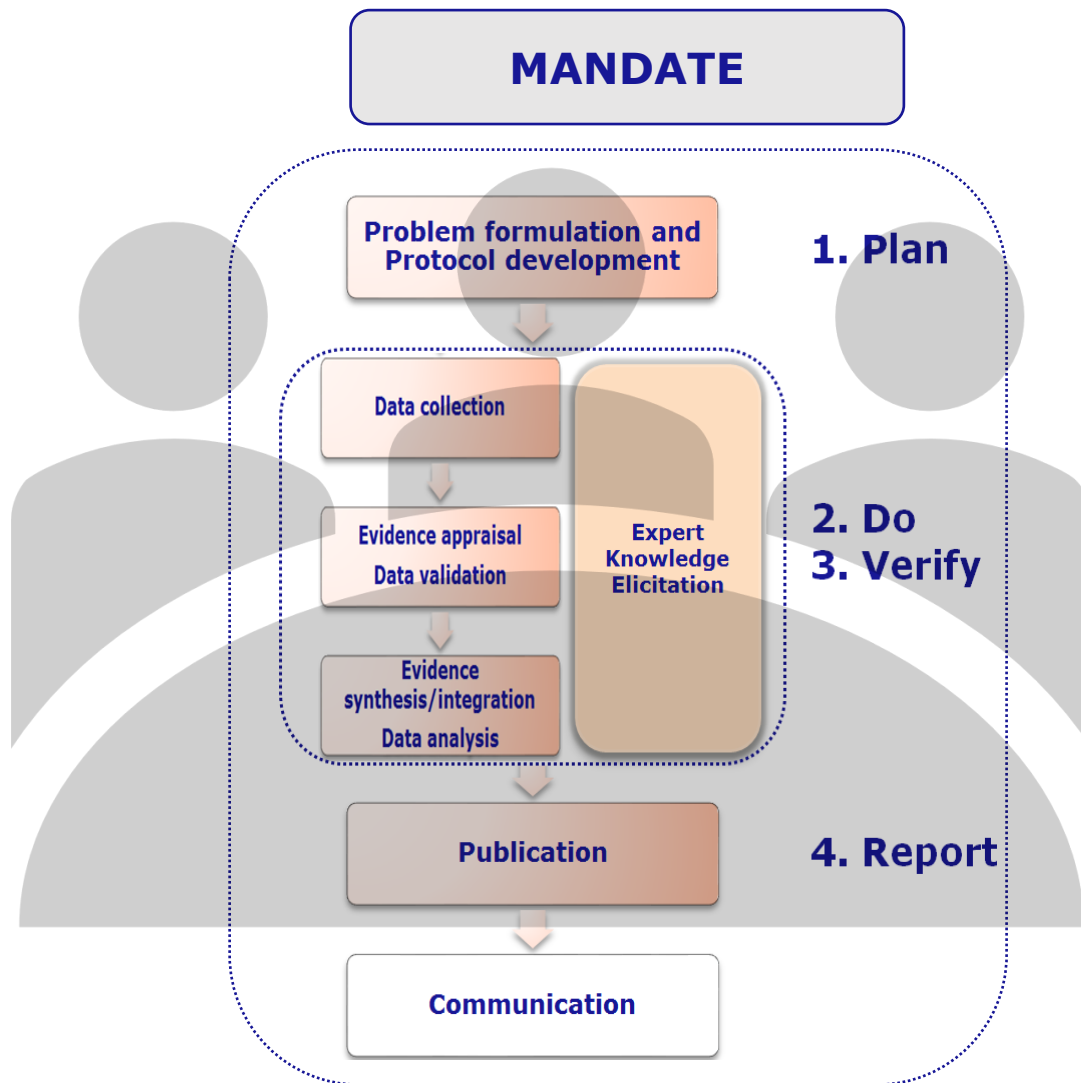 MANDATE
Problem formulation and
Protocol development
1. Plan
Data collection
Evidence appraisal
Data validation
Evidence
synthesis/integration
Data analysis
Expert
Knowledge
Elicitation
2. Do
3. Verify
Publication
4. Report
Communication